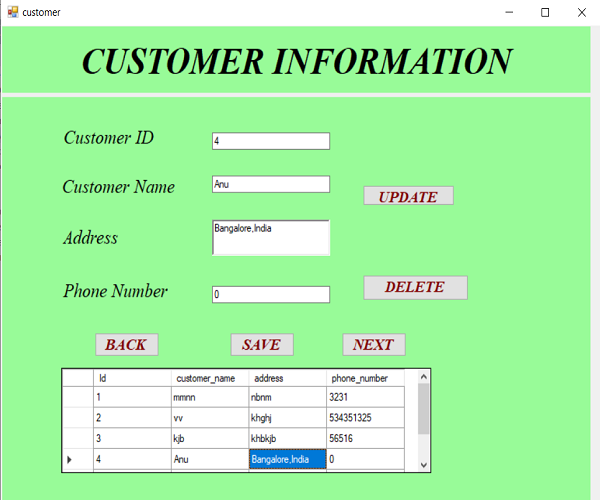 customer
CUSTOMER INFORMATION
Customer ID 4
Customer Name Anu
UPDATE
Address Bangalore,India
Phone Number 0
DELETE
BACK SAVE NEXT
Id customer_name address phone_number
1 mmnn nbnm 3231
2 vv khghj 534351325
3 kjb khbkjb 56516
4 Anu Bangalore,India 0